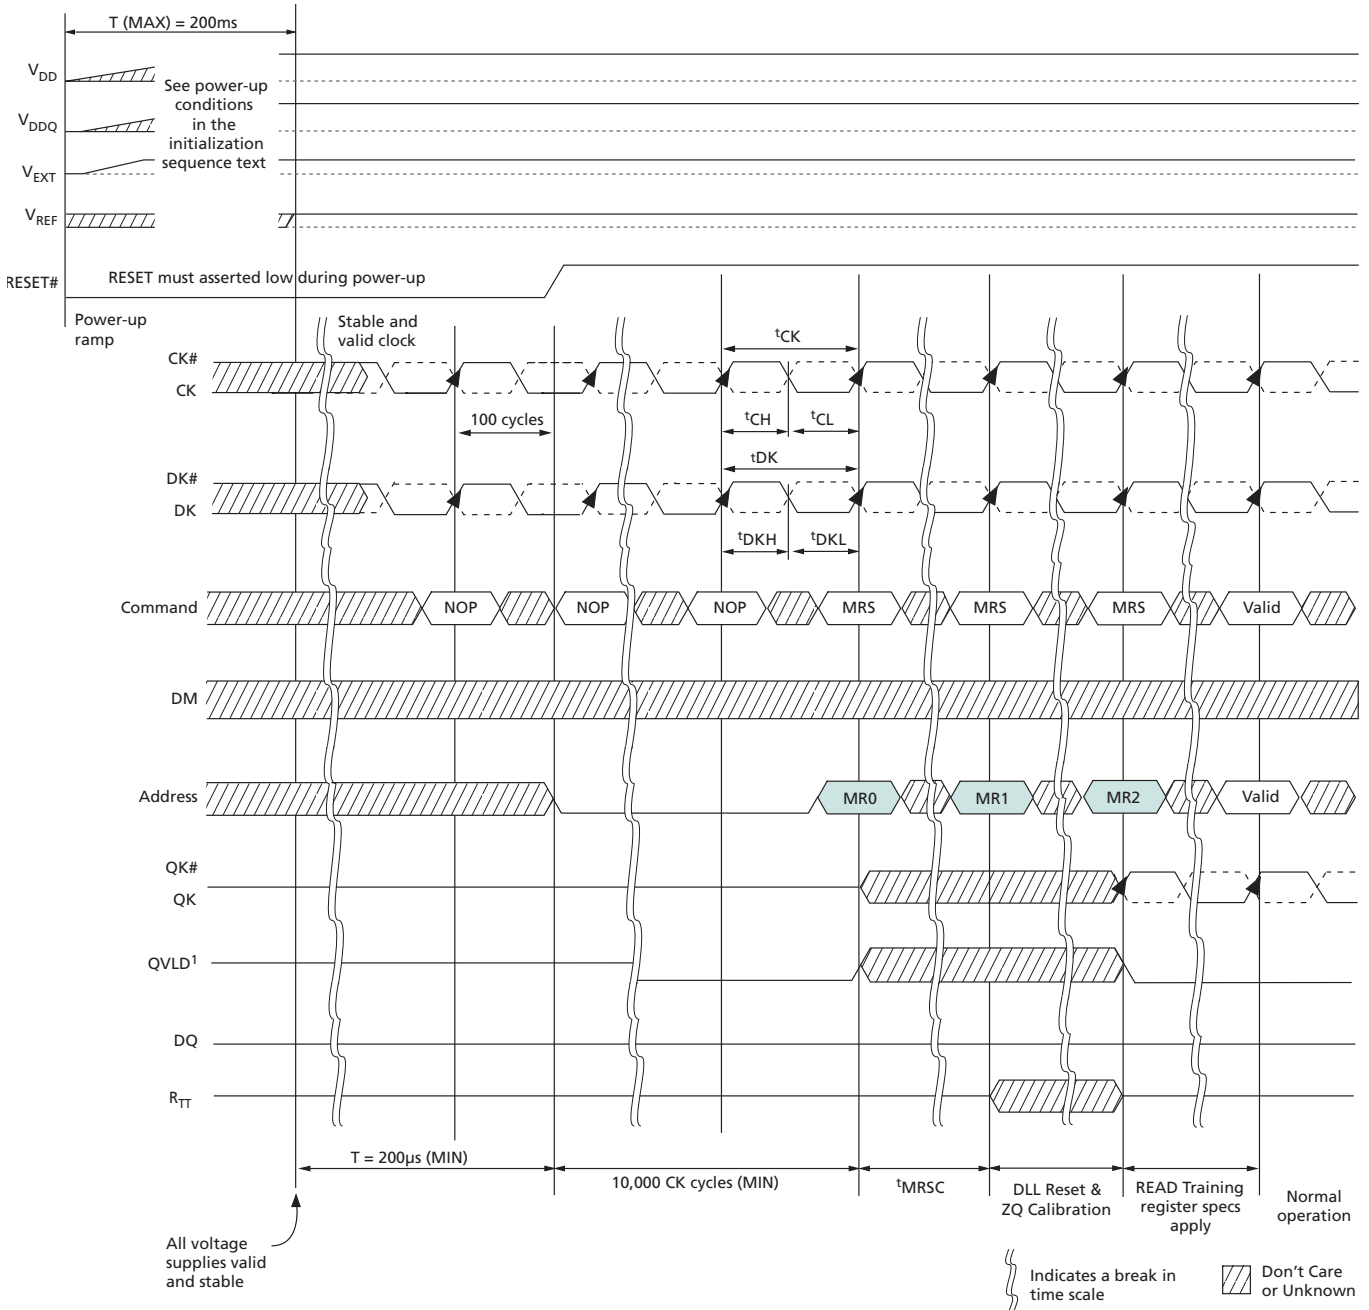 T (MAX) = 200ms
VDD
See power-up
conditions
in the
initialization
sequence text
VDDQ
VEXT
VREF
RESET#
RESET must asserted low during power-up
Power-up
ramp
Stable and
valid clock
CK#
CK
tCK
100 cycles
tCH
tCL
DK#
DK
tDK
tDKH
tDKL
Command
NOP
NOP
NOP
MRS
MRS
MRS
Valid
DM
Address
MR0
MR1
MR2
Valid
QK#
QK
QVLD1
DQ
RTT
T = 200µs (MIN)
10,000 CK cycles (MIN)
tMRSC
DLL Reset &
ZQ Calibration
READ Training
register specs
apply
Normal
operation
All voltage
supplies valid
and stable
Indicates a break in
time scale
Don't Care
or Unknown